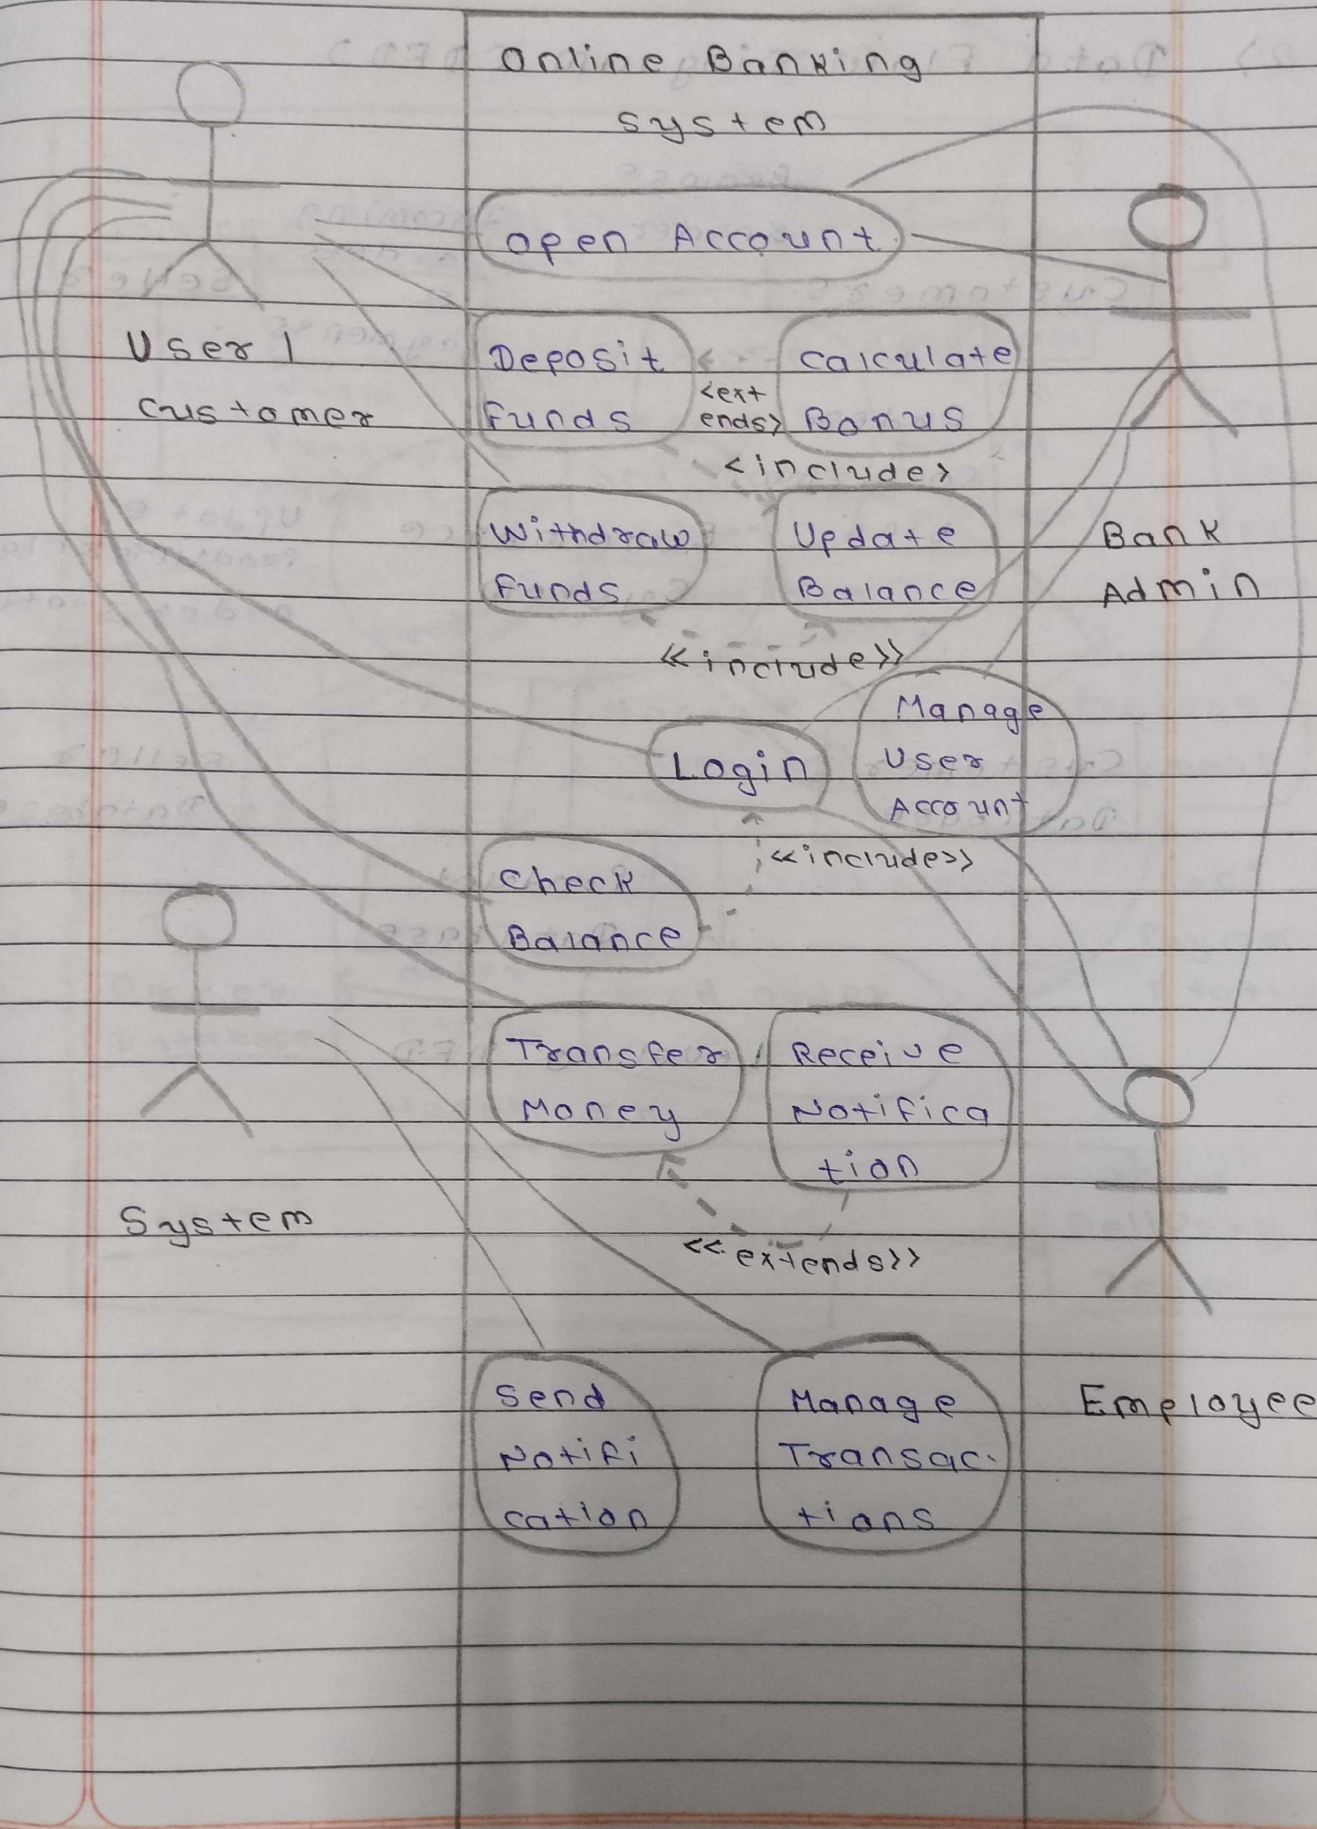 Online Banking
System
Open Account
User /
Customer
Deposit
Funds
<ext
ends>
Calculate
Bonus
<include>
Withdraw
Funds
Update
Balance
Bank
Admin
<<include>>
Login
Manage
User
Account
<<include>>
Check
Balance
Transfer
Money
Receive
Notifica
tion
System
<<extends>>
Send
Notifi
cation
Manage
Transac-
tions
Employee